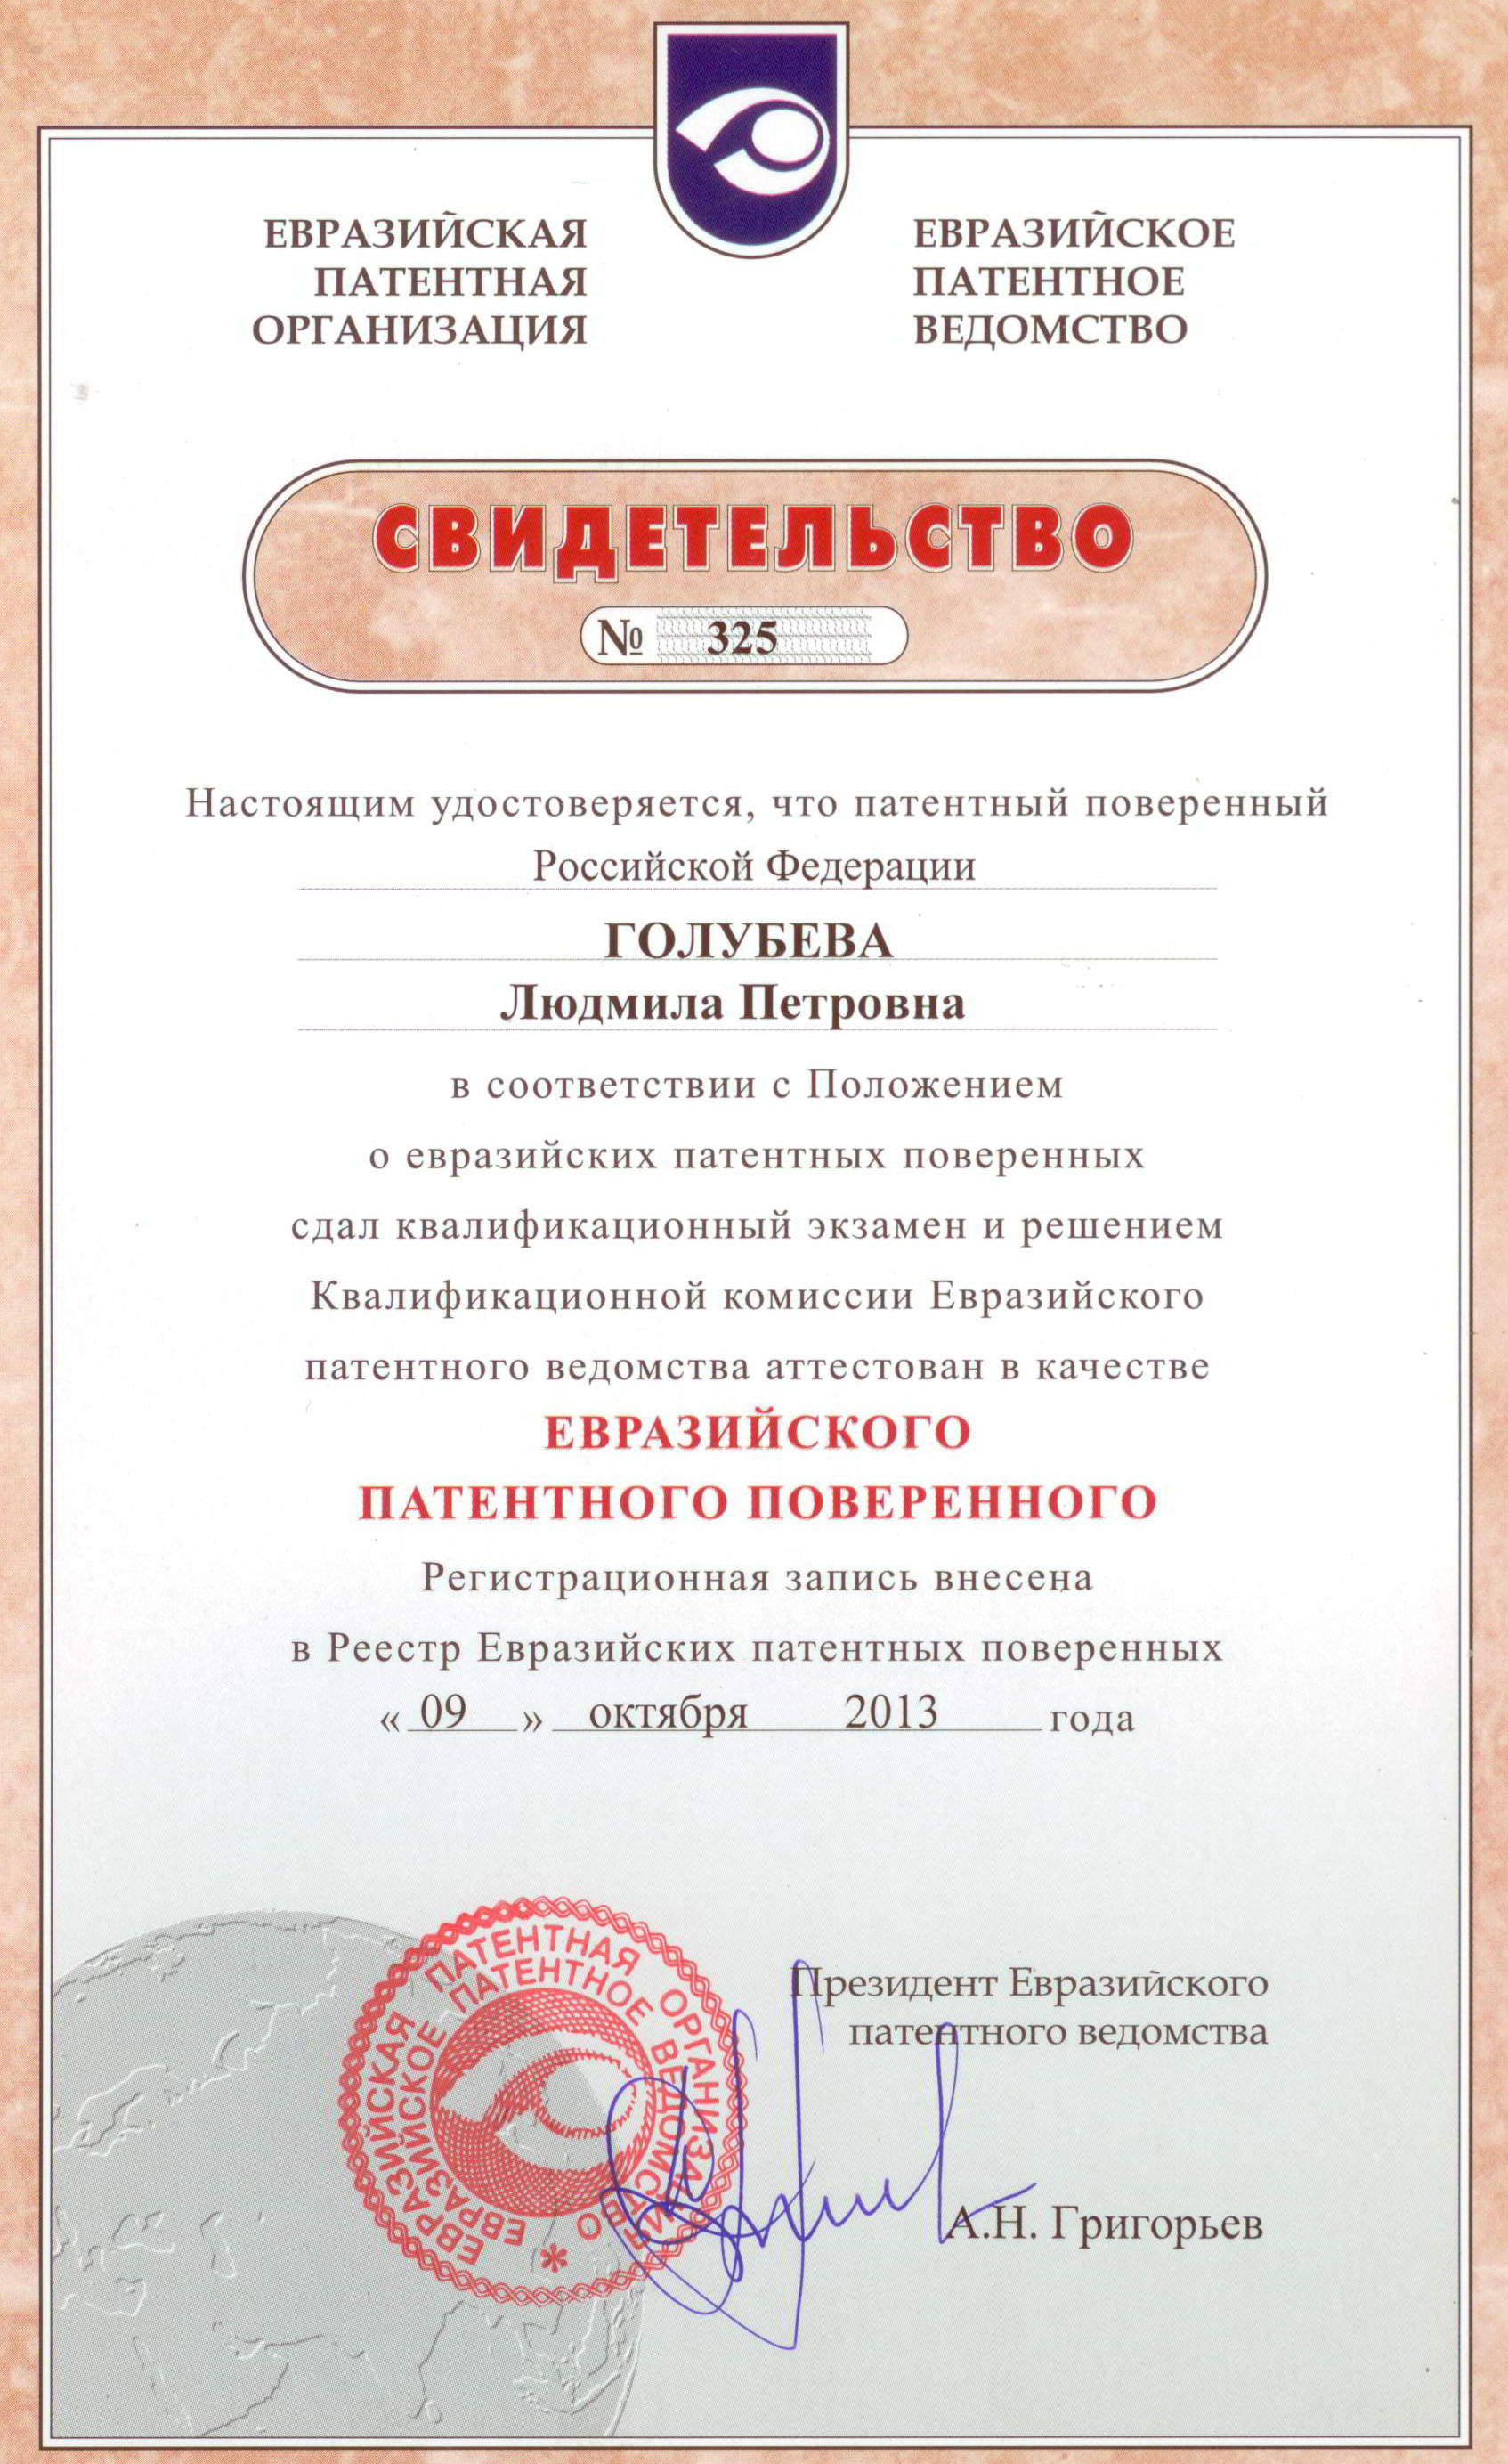 ЕВРАЗИЙСКАЯ
ПАТЕНТНАЯ
ОРГАНИЗАЦИЯ
ЕВРАЗИЙСКОЕ
ПАТЕНТНОЕ
ВЕДОМСТВО
СВИДЕТЕЛЬСТВО
№ 325
Настоящим удостоверяется, что патентный поверенный
Российской Федерации
ГОЛУБЕВА
Людмила Петровна
в соответствии с Положением
о евразийских патентных поверенных
сдал квалификационный экзамен и решением
Квалификационной комиссии Евразийского
патентного ведомства аттестован в качестве
ЕВРАЗИЙСКОГО
ПАТЕНТНОГО ПОВЕРЕННОГО
Регистрационная запись внесена
в Реестр Евразийских патентных поверенных
« 09 » октября 2013 года
Президент Евразийского
патентного ведомства
А.Н. Григорьев
ЕВРАЗИЙСКАЯ ПАТЕНТНАЯ ОРГАНИЗАЦИЯ
ЕВРАЗИЙСКОЕ ПАТЕНТНОЕ ВЕДОМСТВО